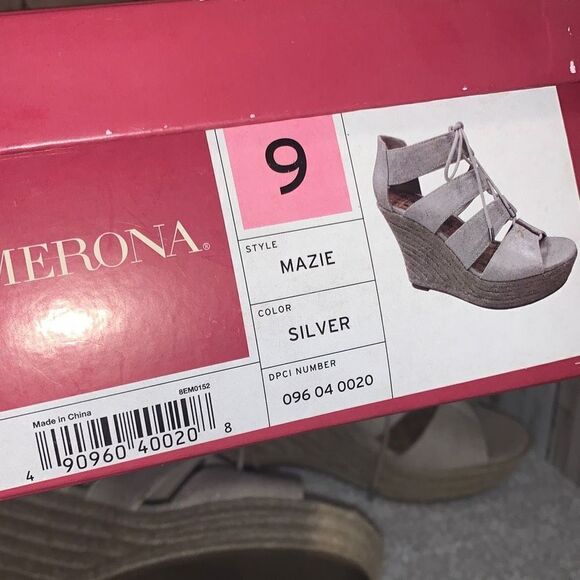 MERONA®
9
STYLE
MAZIE
COLOR
SILVER
DPCI NUMBER
096 04 0020
8EM0152
Made in China
4 90960 40020 8